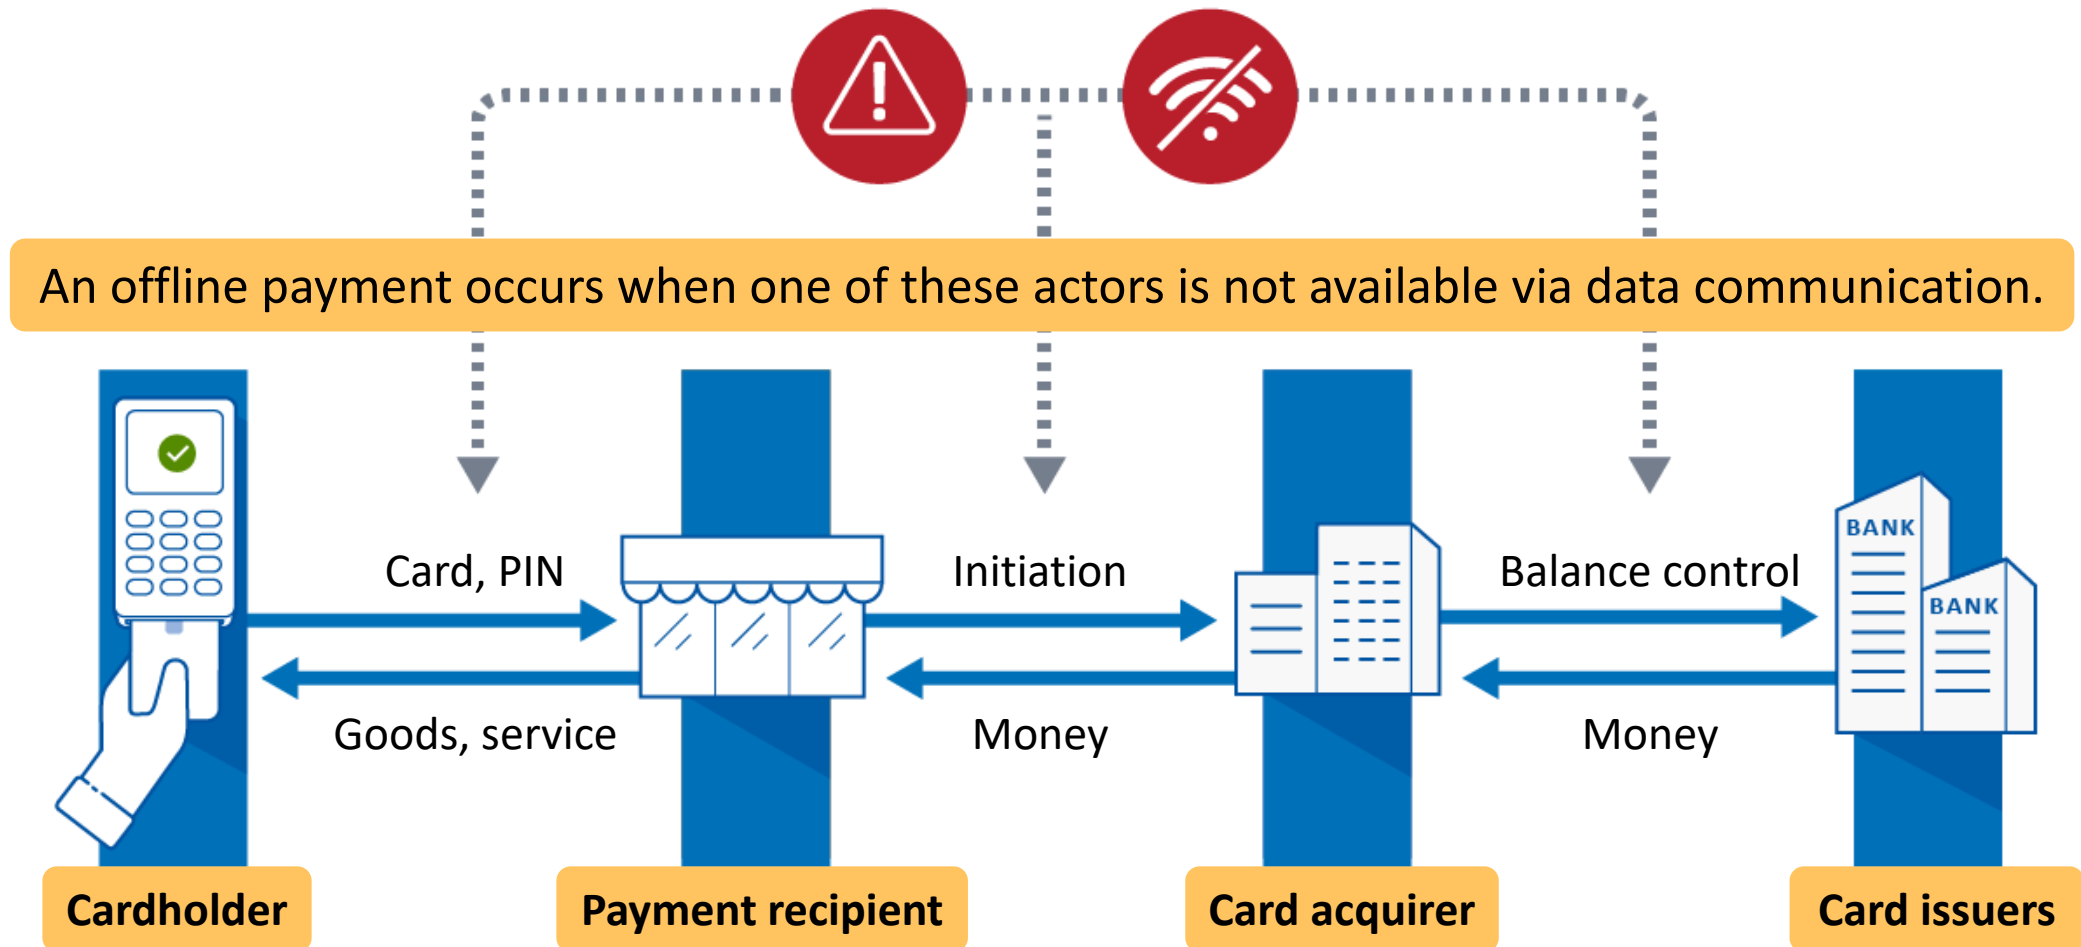 An offline payment occurs when one of these actors is not available via data communication.
Card, PIN
Initiation
Balance control
BANK
BANK
Goods, service
Money
Money
Cardholder
Payment recipient
Card acquirer
Card issuers